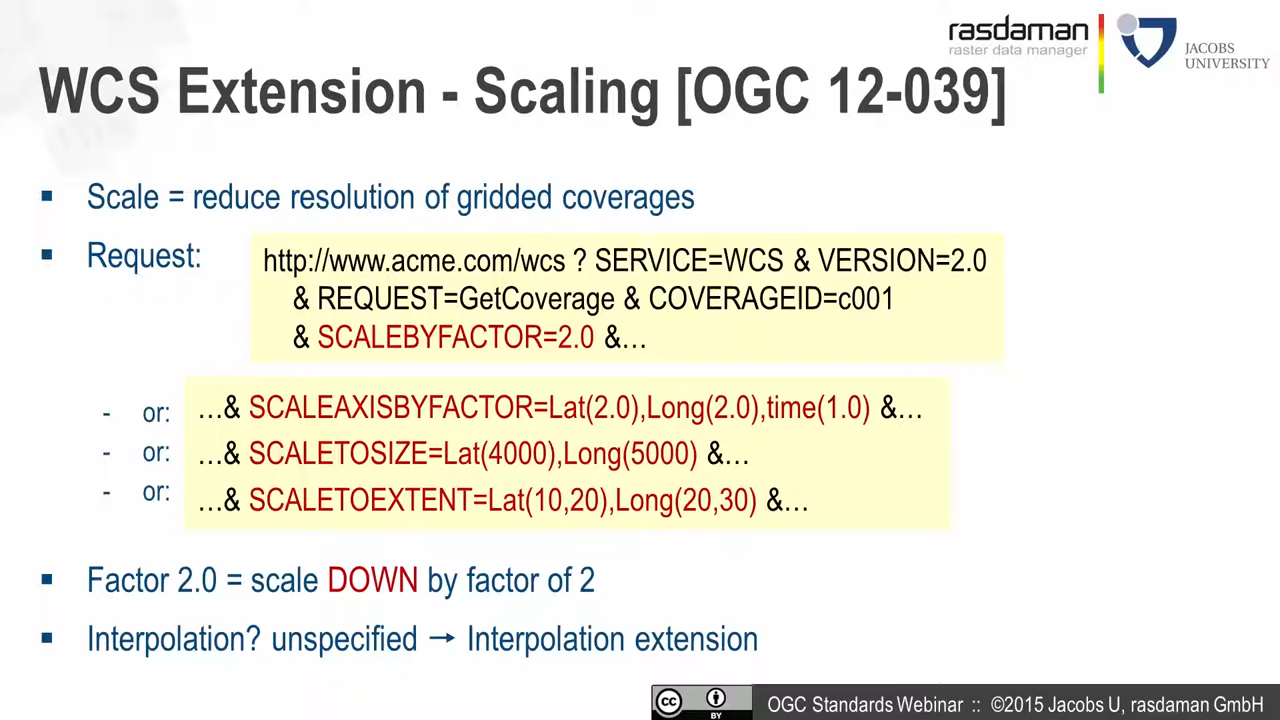 rasdaman
raster data manager
JACOBS
UNIVERSITY
WCS Extension - Scaling [OGC 12-039]
▪ Scale = reduce resolution of gridded coverages
▪ Request:
http://www.acme.com/wcs ? SERVICE=WCS & VERSION=2.0
& REQUEST=GetCoverage & COVERAGEID=c001
& SCALEBYFACTOR=2.0 &…
- or: …& SCALEAXISBYFACTOR=Lat(2.0),Long(2.0),time(1.0) &…
- or: …& SCALETOSIZE=Lat(4000),Long(5000) &…
- or: …& SCALETOEXTENT=Lat(10,20),Long(20,30) &…
▪ Factor 2.0 = scale DOWN by factor of 2
▪ Interpolation? unspecified → Interpolation extension
cc BY
OGC Standards Webinar :: ©2015 Jacobs U, rasdaman GmbH